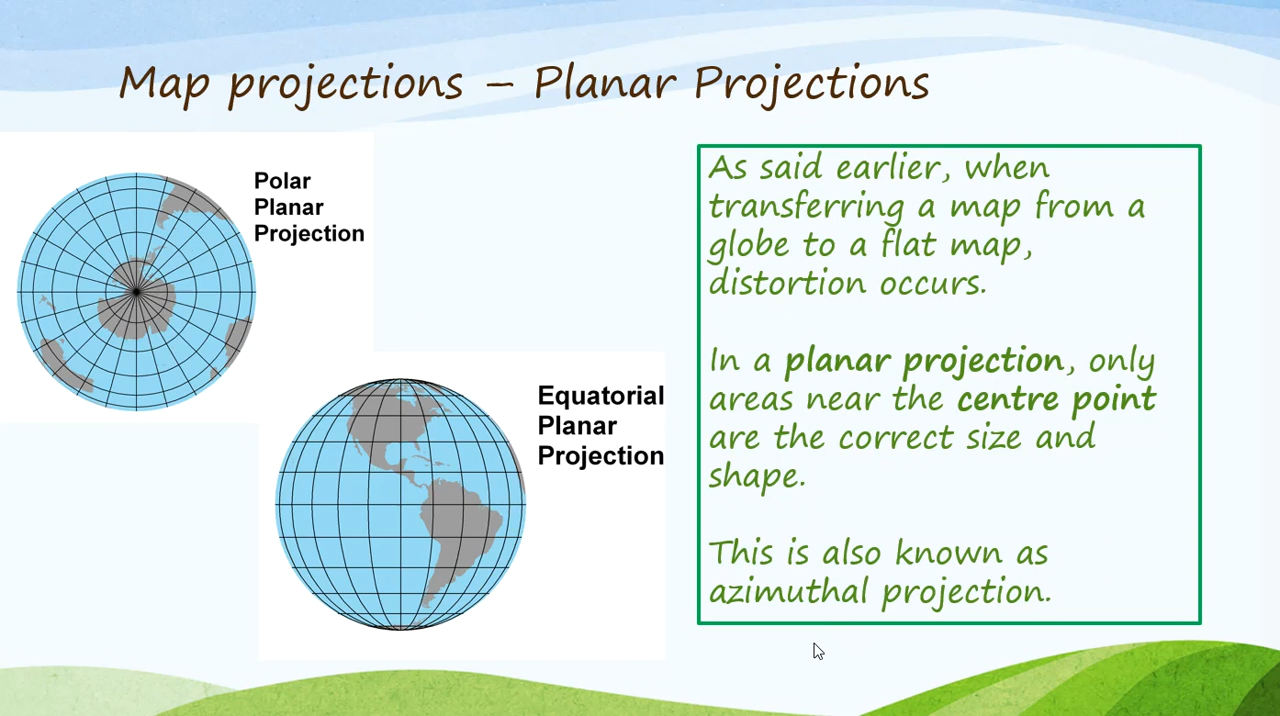 Map projections – Planar Projections
Polar
Planar
Projection
Equatorial
Planar
Projection
As said earlier, when
transferring a map from a
globe to a flat map,
distortion occurs.
In a planar projection, only
areas near the centre point
are the correct size and
shape.
This is also known as
azimuthal projection.